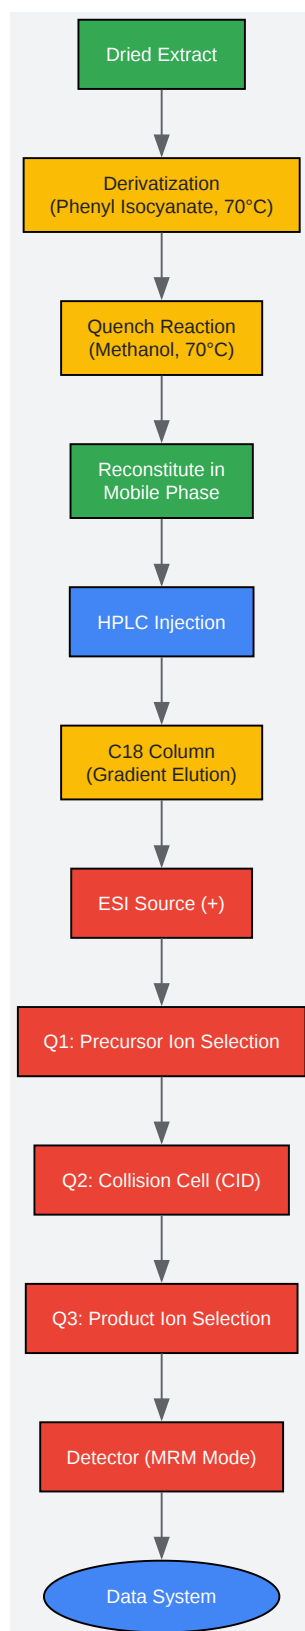 Dried Extract
Derivatization
(Phenyl Isocyanate, 70°C)
Quench Reaction
(Methanol, 70°C)
Reconstitute in
Mobile Phase
HPLC Injection
C18 Column
(Gradient Elution)
ESI Source (+)
Q1: Precursor Ion Selection
Q2: Collision Cell (CID)
Q3: Product Ion Selection
Detector (MRM Mode)
Data System